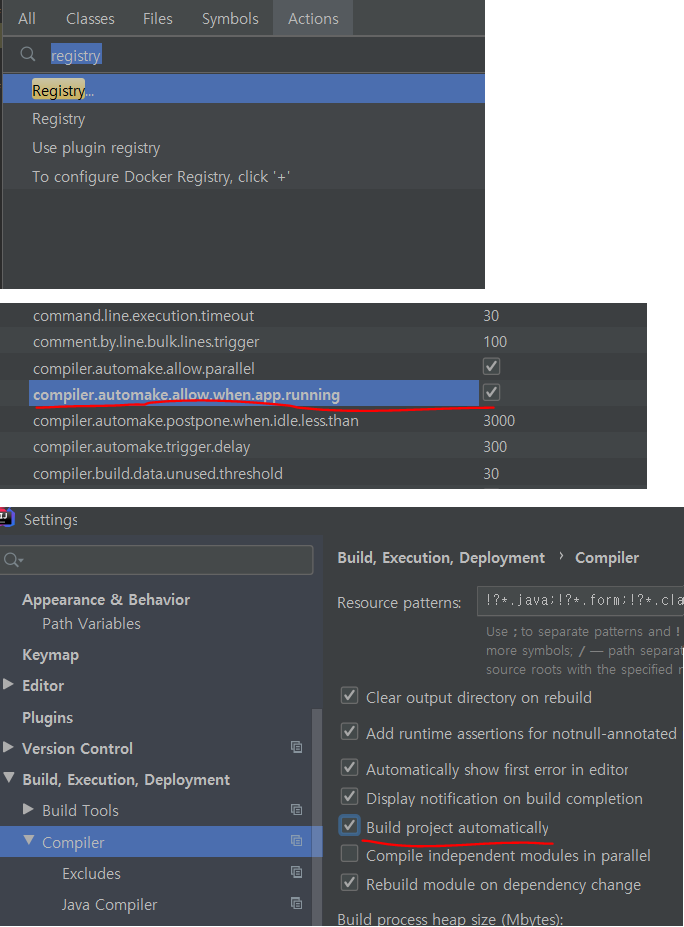 All Classes Files Symbols Actions
registry
Registry...
Registry
Use plugin registry
To configure Docker Registry, click '+'
command.line.execution.timeout 30
comment.by.line.bulk.lines.trigger 100
compiler.automake.allow.parallel
compiler.automake.allow.when.app.running
compiler.automake.postpone.when.idle.less.than 3000
compiler.automake.trigger.delay 300
compiler.build.data.unused.threshold 30
Settings
Appearance & Behavior
Path Variables
Keymap
Editor
Plugins
Version Control
Build, Execution, Deployment
Build Tools
Compiler
Excludes
Java Compiler
Build, Execution, Deployment › Compiler
Resource patterns: !?*.java;!?*.form;!?*.cla
Use ; to separate patterns and !
more symbols; / — path separat
source roots with the specified r
Clear output directory on rebuild
Add runtime assertions for notnull-annotated
Automatically show first error in editor
Display notification on build completion
Build project automatically
Compile independent modules in parallel
Rebuild module on dependency change
Build process heap size (Mbytes):